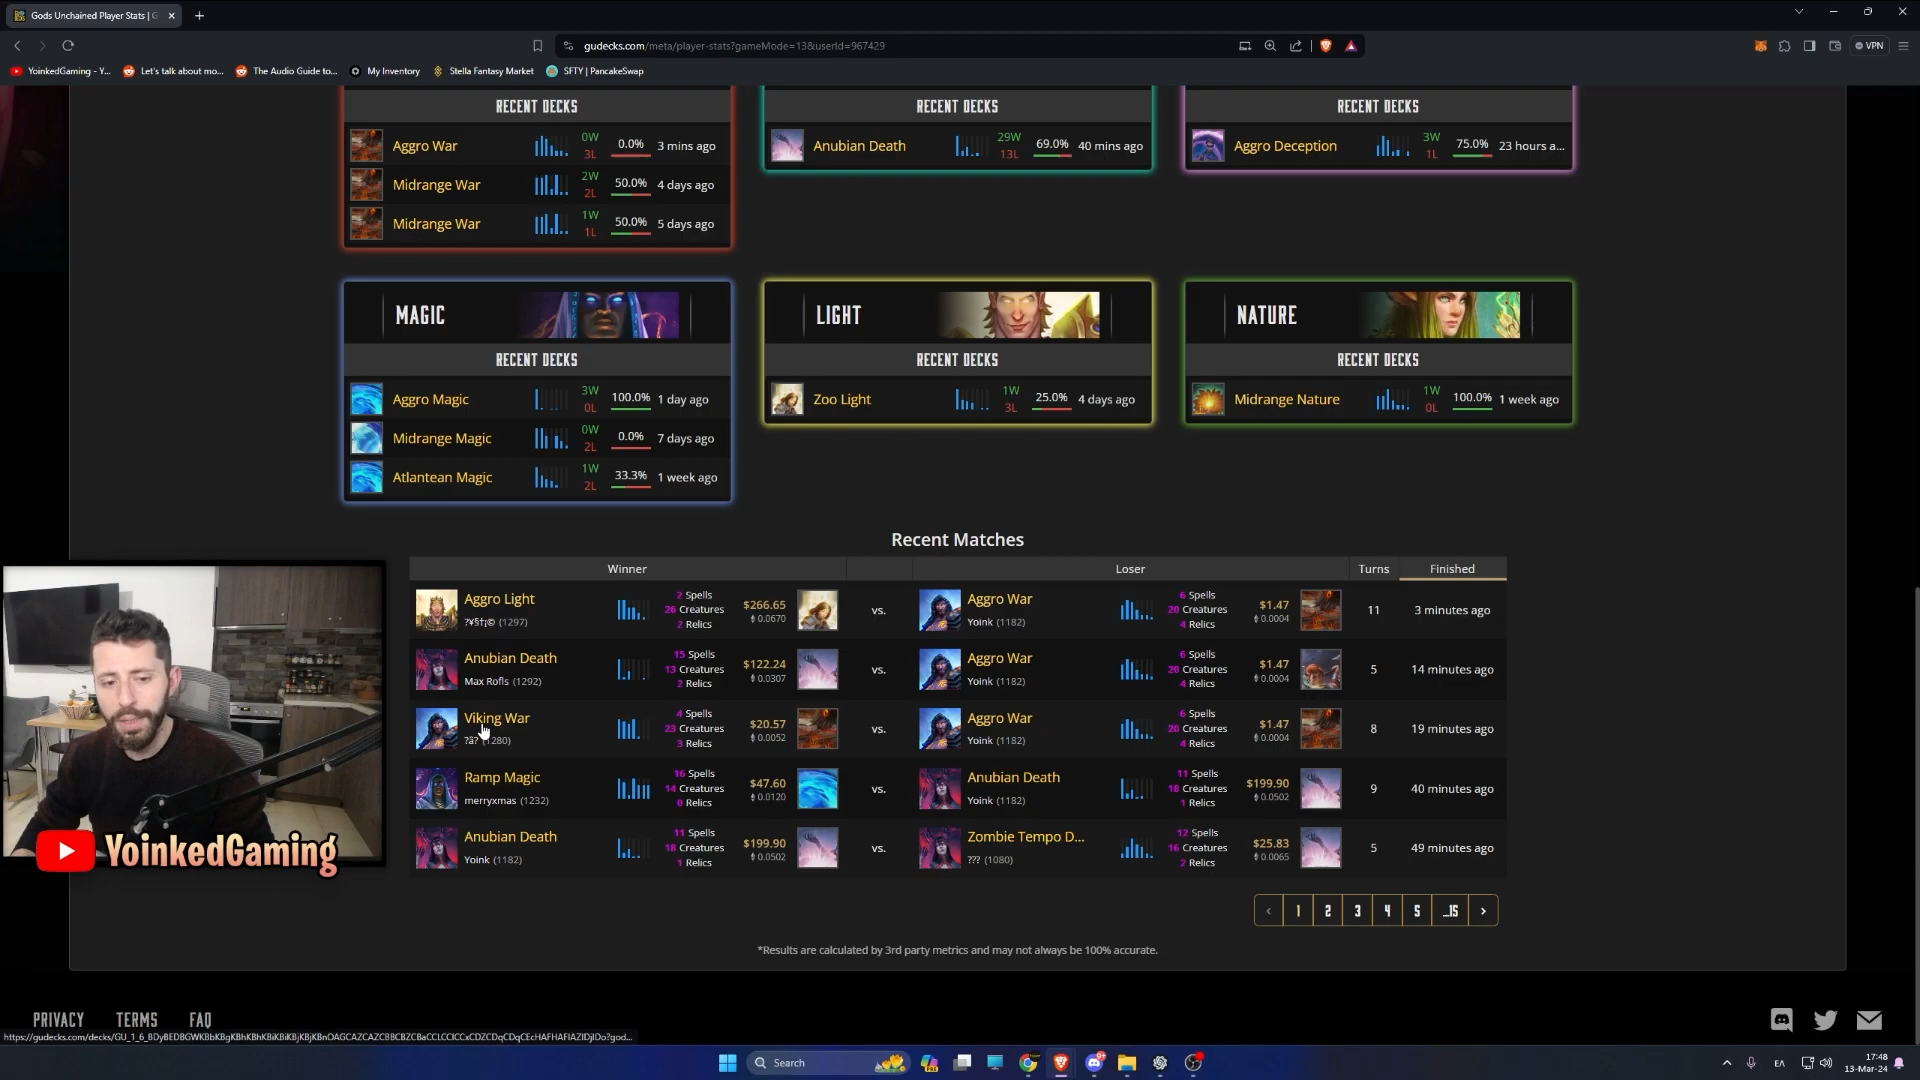 Gods Unchained Player Stats | G
gudecks.com/meta/player-stats?gameMode=13&userId=967429
VPN
YoinkedGaming - Y...
Let's talk about mo...
The Audio Guide to...
My Inventory
Stella Fantasy Market
SFTY | PancakeSwap
RECENT DECKS
Aggro War 0W 3L 0.0% 3 mins ago
Midrange War 2W 2L 50.0% 4 days ago
Midrange War 1W 1L 50.0% 5 days ago
RECENT DECKS
Anubian Death 29W 13L 69.0% 40 mins ago
RECENT DECKS
Aggro Deception 3W 1L 75.0% 23 hours a...
MAGIC
RECENT DECKS
Aggro Magic 3W 0L 100.0% 1 day ago
Midrange Magic 0W 2L 0.0% 7 days ago
Atlantean Magic 1W 2L 33.3% 1 week ago
LIGHT
RECENT DECKS
Zoo Light 1W 3L 25.0% 4 days ago
NATURE
RECENT DECKS
Midrange Nature 1W 0L 100.0% 1 week ago
Recent Matches
Winner Loser Turns Finished
Aggro Light ?¥§†¡© (1297) 2 Spells 26 Creatures 2 Relics $266.65 0.0670 vs. Aggro War Yoink (1182) 6 Spells 20 Creatures 4 Relics $1.47 0.0004 11 3 minutes ago
Anubian Death Max Rofls (1292) 15 Spells 13 Creatures 2 Relics $122.24 0.0307 vs. Aggro War Yoink (1182) 6 Spells 20 Creatures 4 Relics $1.47 0.0004 5 14 minutes ago
Viking War ?ã? (1280) 4 Spells 23 Creatures 3 Relics $20.57 0.0052 vs. Aggro War Yoink (1182) 6 Spells 20 Creatures 4 Relics $1.47 0.0004 8 19 minutes ago
Ramp Magic merryxmas (1232) 16 Spells 14 Creatures 0 Relics $47.60 0.0120 vs. Anubian Death Yoink (1182) 11 Spells 18 Creatures 1 Relics $199.90 0.0502 9 40 minutes ago
Anubian Death Yoink (1182) 11 Spells 18 Creatures 1 Relics $199.90 0.0502 vs. Zombie Tempo D... ??? (1080) 12 Spells 16 Creatures 2 Relics $25.83 0.0065 5 49 minutes ago
YoinkedGaming
‹ 1 2 3 4 5 ...15 ›
*Results are calculated by 3rd party metrics and may not always be 100% accurate.
PRIVACY TERMS FAQ
Search
ΕΛ
17:48
13-Mar-24